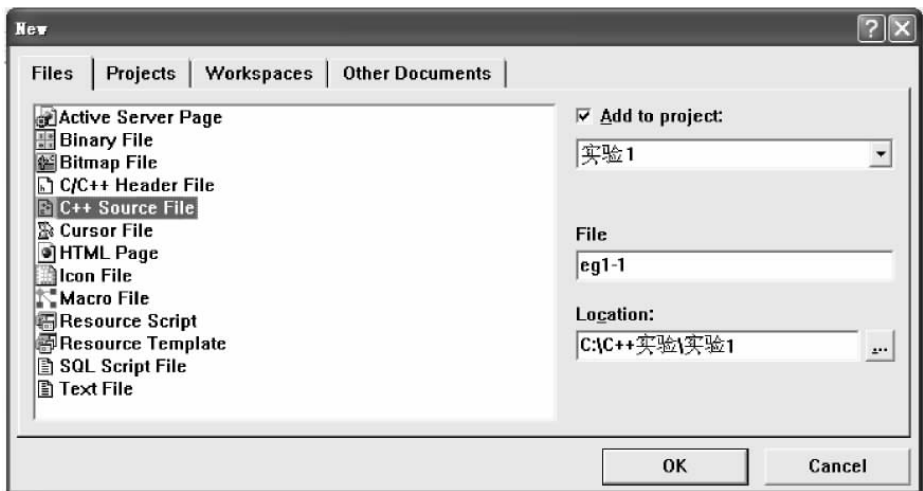 New
Files Projects Workspaces Other Documents
Active Server Page
Binary File
Bitmap File
C/C++ Header File
C++ Source File
Cursor File
HTML Page
Icon File
Macro File
Resource Script
Resource Template
SQL Script File
Text File
Add to project:
实验1
File
eg1-1
Location:
C:\C++实验\实验1
...
OK Cancel